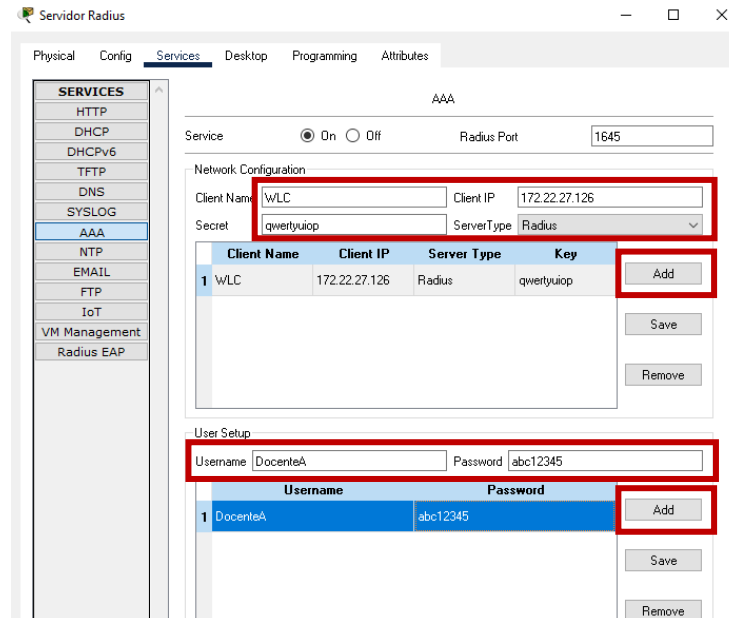 Servidor Radius
Physical Config Services Desktop Programming Attributes
SERVICES
HTTP
DHCP
DHCPv6
TFTP
DNS
SYSLOG
AAA
NTP
EMAIL
FTP
IoT
VM Management
Radius EAP
AAA
Service On Off Radius Port 1645
Network Configuration
Client Name WLC Client IP 172.22.27.126
Secret qwertyuiop ServerType Radius
Client Name Client IP Server Type Key
1 WLC 172.22.27.126 Radius qwertyuiop
Add
Save
Remove
User Setup
Username DocenteA Password abc12345
Username Password
1 DocenteA abc12345
Add
Save
Remove